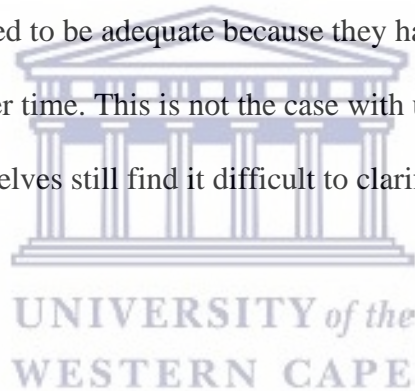 ed to be adequate because they ha
er time. This is not the case with
elves still find it difficult to clari
UNIVERSITY of the
WESTERN CAPE